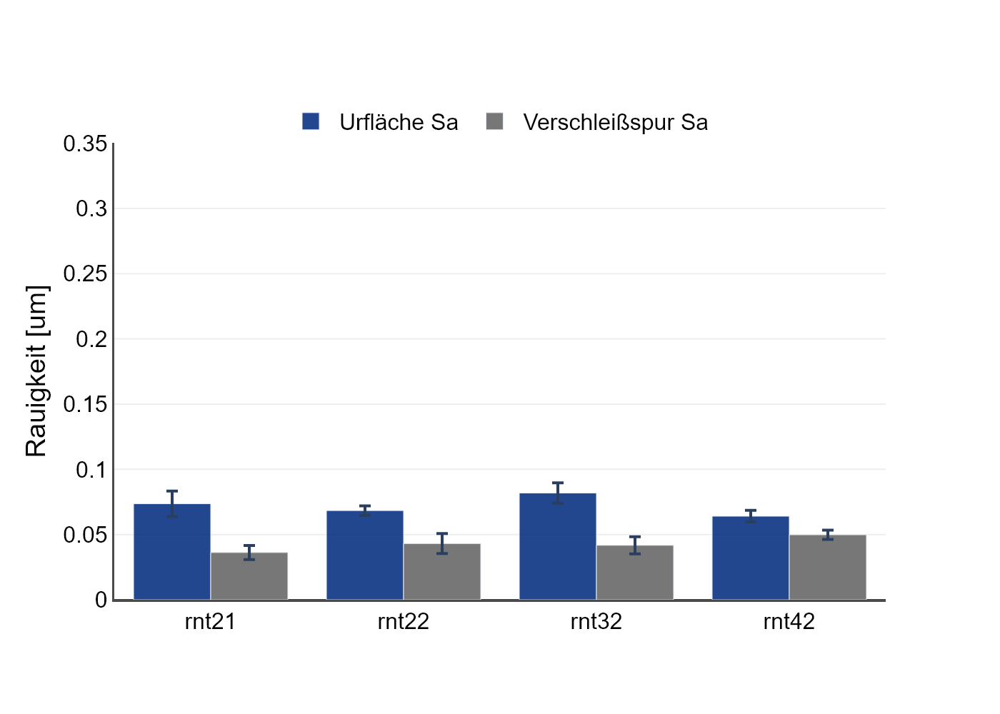 Urfläche Sa
Verschleißspur Sa
0.35
0.3
0.25
0.2
0.15
0.1
0.05
0
Rauigkeit [um]
rnt21 rnt22 rnt32 rnt42